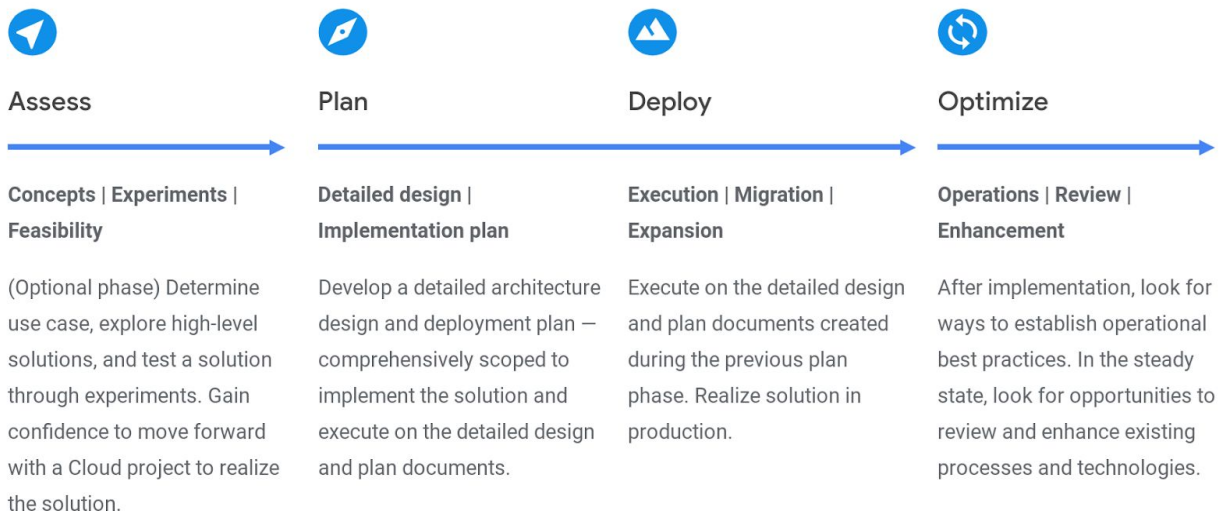 Assess
Concepts | Experiments |
Feasibility
(Optional phase) Determine
use case, explore high-level
solutions, and test a solution
through experiments. Gain
confidence to move forward
with a Cloud project to realize
the solution.
Plan
Detailed design |
Implementation plan
Develop a detailed architecture
design and deployment plan —
comprehensively scoped to
implement the solution and
execute on the detailed design
and plan documents.
Deploy
Execution | Migration |
Expansion
Execute on the detailed design
and plan documents created
during the previous plan
phase. Realize solution in
production.
Optimize
Operations | Review |
Enhancement
After implementation, look for
ways to establish operational
best practices. In the steady
state, look for opportunities to
review and enhance existing
processes and technologies.